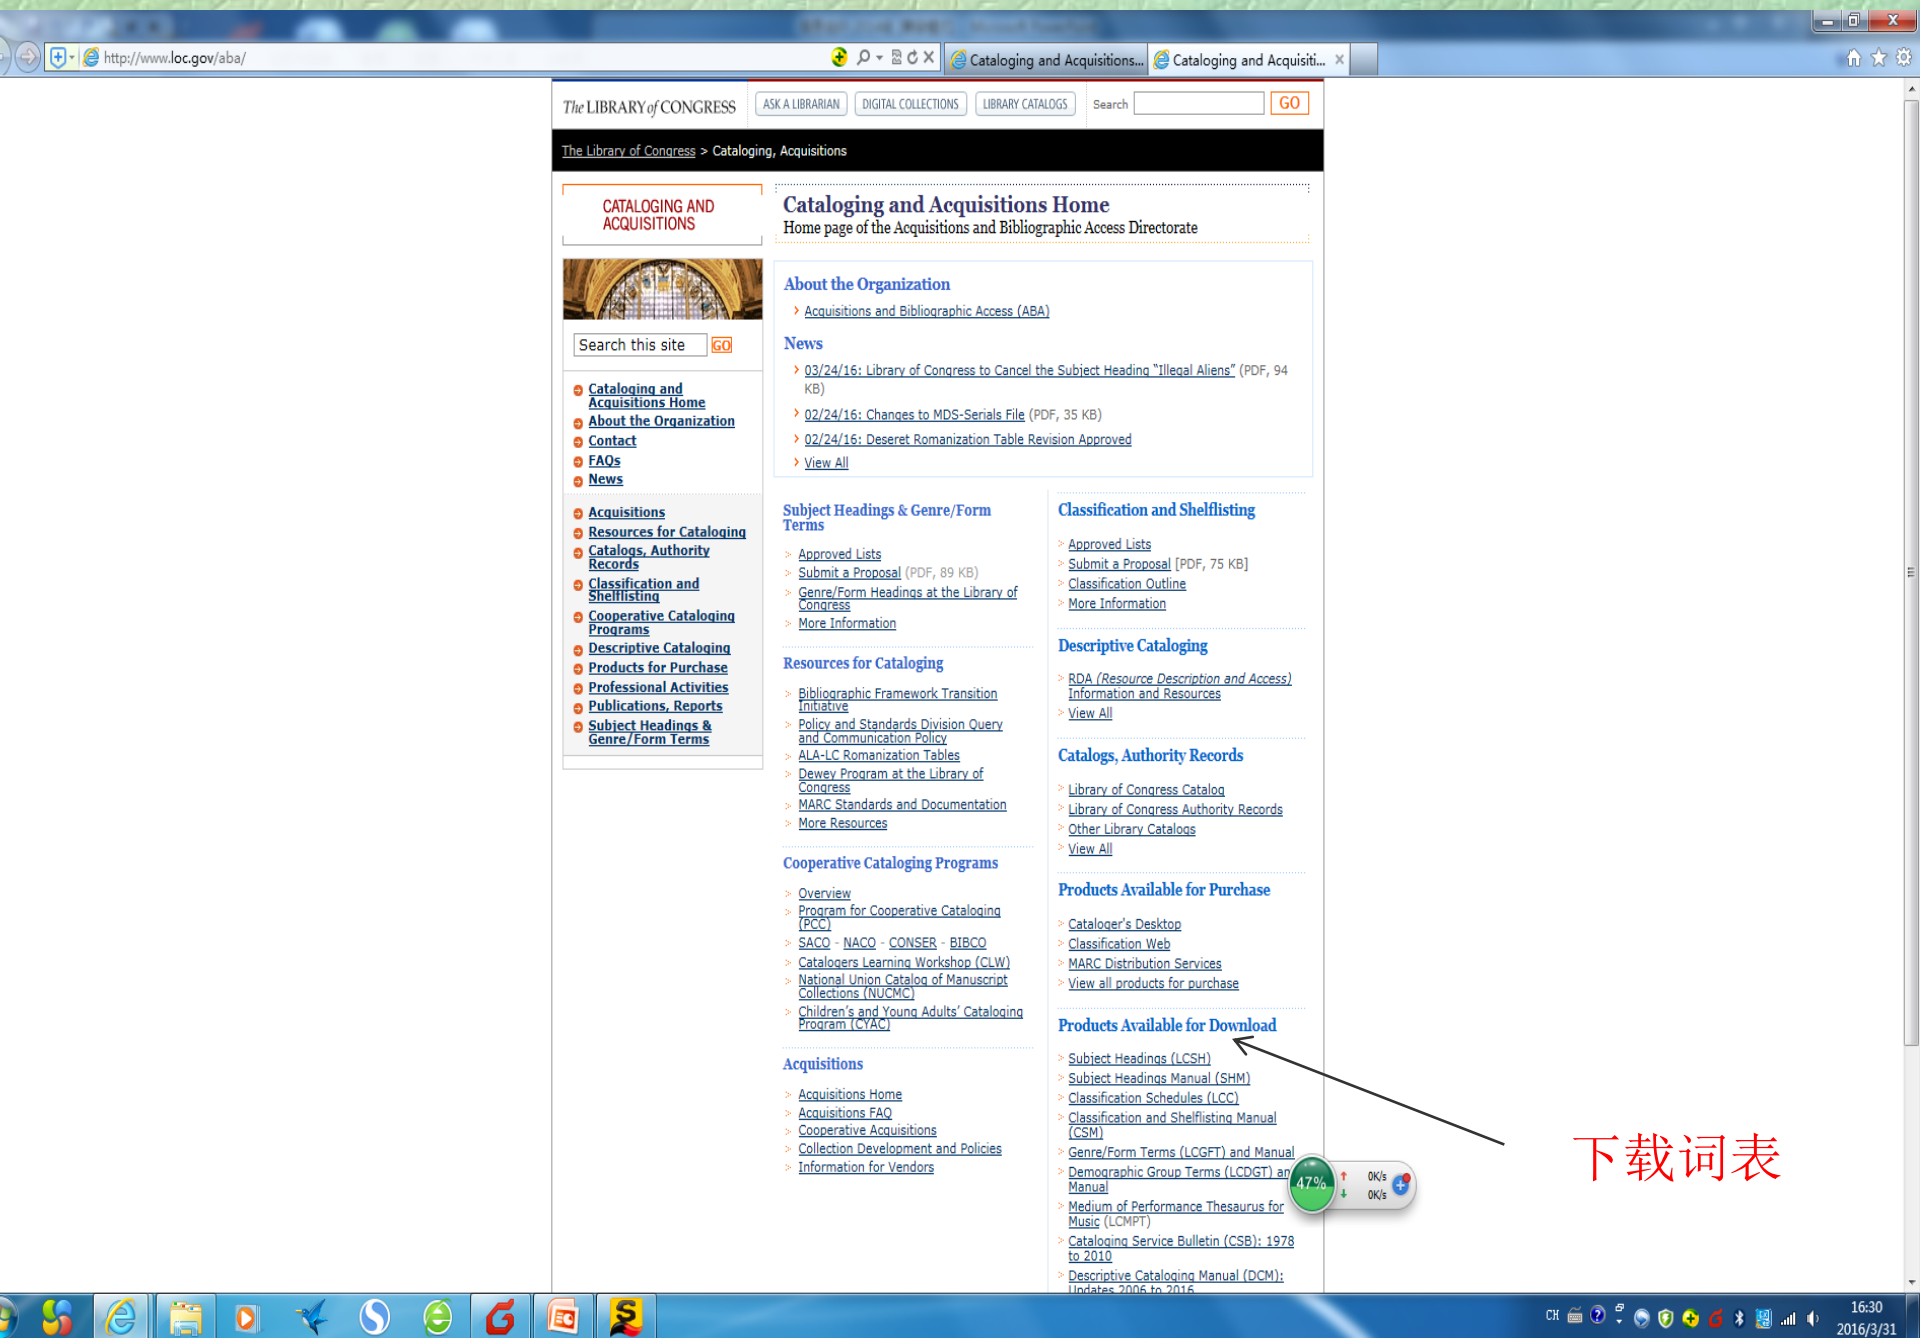 http://www.loc.gov/aba/
Cataloging and Acquisitions...
Cataloging and Acquisiti...
The LIBRARY of CONGRESS
ASK A LIBRARIAN
DIGITAL COLLECTIONS
LIBRARY CATALOGS
Search
GO
The Library of Congress > Cataloging, Acquisitions
CATALOGING AND
ACQUISITIONS
Search this site
GO
Cataloging and
Acquisitions Home
About the Organization
Contact
FAQs
News
Acquisitions
Resources for Cataloging
Catalogs, Authority
Records
Classification and
Shelflisting
Cooperative Cataloging
Programs
Descriptive Cataloging
Products for Purchase
Professional Activities
Publications, Reports
Subject Headings &
Genre/Form Terms
Cataloging and Acquisitions Home
Home page of the Acquisitions and Bibliographic Access Directorate
About the Organization
Acquisitions and Bibliographic Access (ABA)
News
03/24/16: Library of Congress to Cancel the Subject Heading “Illegal Aliens” (PDF, 94
KB)
02/24/16: Changes to MDS-Serials File (PDF, 35 KB)
02/24/16: Deseret Romanization Table Revision Approved
View All
Subject Headings & Genre/Form
Terms
Approved Lists
Submit a Proposal (PDF, 89 KB)
Genre/Form Headings at the Library of
Congress
More Information
Resources for Cataloging
Bibliographic Framework Transition
Initiative
Policy and Standards Division Query
and Communication Policy
ALA-LC Romanization Tables
Dewey Program at the Library of
Congress
MARC Standards and Documentation
More Resources
Cooperative Cataloging Programs
Overview
Program for Cooperative Cataloging
(PCC)
SACO - NACO - CONSER - BIBCO
Catalogers Learning Workshop (CLW)
National Union Catalog of Manuscript
Collections (NUCMC)
Children’s and Young Adults’ Cataloging
Program (CYAC)
Acquisitions
Acquisitions Home
Acquisitions FAQ
Cooperative Acquisitions
Collection Development and Policies
Information for Vendors
Classification and Shelflisting
Approved Lists
Submit a Proposal [PDF, 75 KB]
Classification Outline
More Information
Descriptive Cataloging
RDA (Resource Description and Access)
Information and Resources
View All
Catalogs, Authority Records
Library of Congress Catalog
Library of Congress Authority Records
Other Library Catalogs
View All
Products Available for Purchase
Cataloger's Desktop
Classification Web
MARC Distribution Services
View all products for purchase
Products Available for Download
Subject Headings (LCSH)
Subject Headings Manual (SHM)
Classification Schedules (LCC)
Classification and Shelflisting Manual
(CSM)
Genre/Form Terms (LCGFT) and Manual
Demographic Group Terms (LCDGT) an
Manual
Medium of Performance Thesaurus for
Music (LCMPT)
Cataloging Service Bulletin (CSB): 1978
to 2010
Descriptive Cataloging Manual (DCM):
Updates 2006 to 2016
下载词表
47%
0K/s
0K/s
CH
16:30
2016/3/31